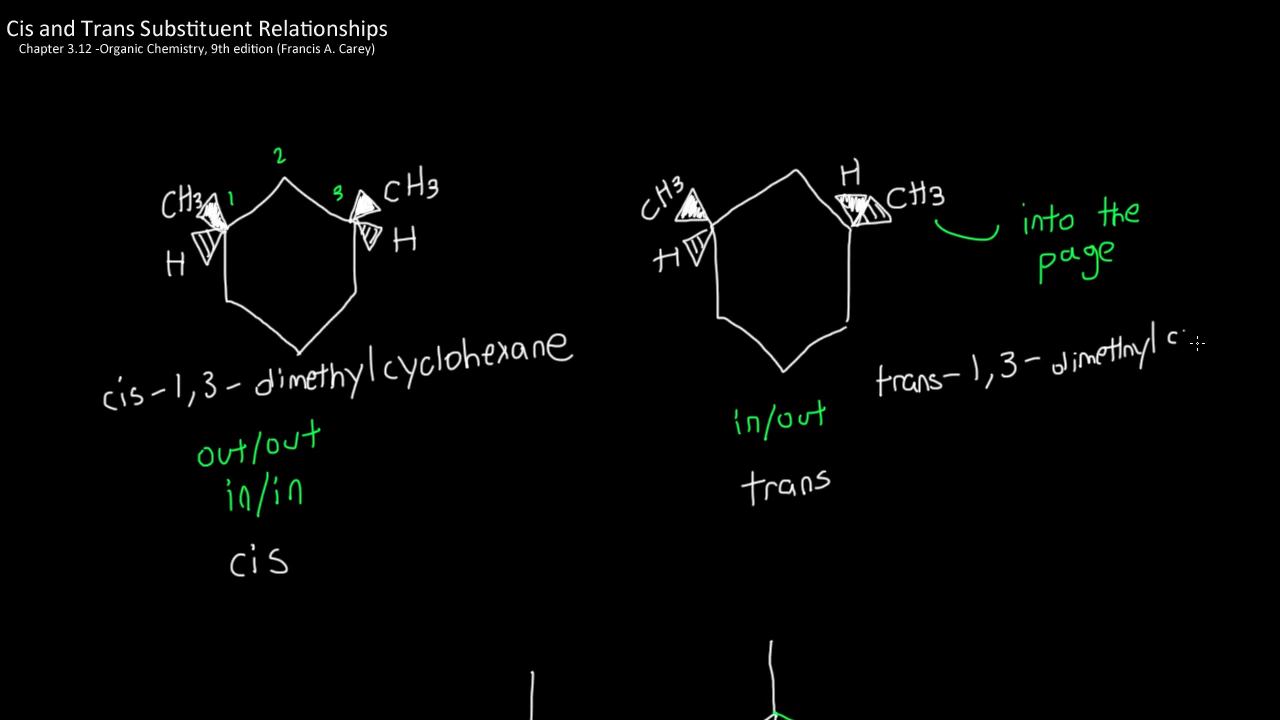 Cis and Trans Substituent Relationships
Chapter 3.12 -Organic Chemistry, 9th edition (Francis A. Carey)
2
CH3 1
3 CH3
H
H
cis-1,3-dimethylcyclohexane
out/out
in/in
cis
CH3
H
H
CH3
into the
page
trans-1,3-dimethyl c
in/out
trans